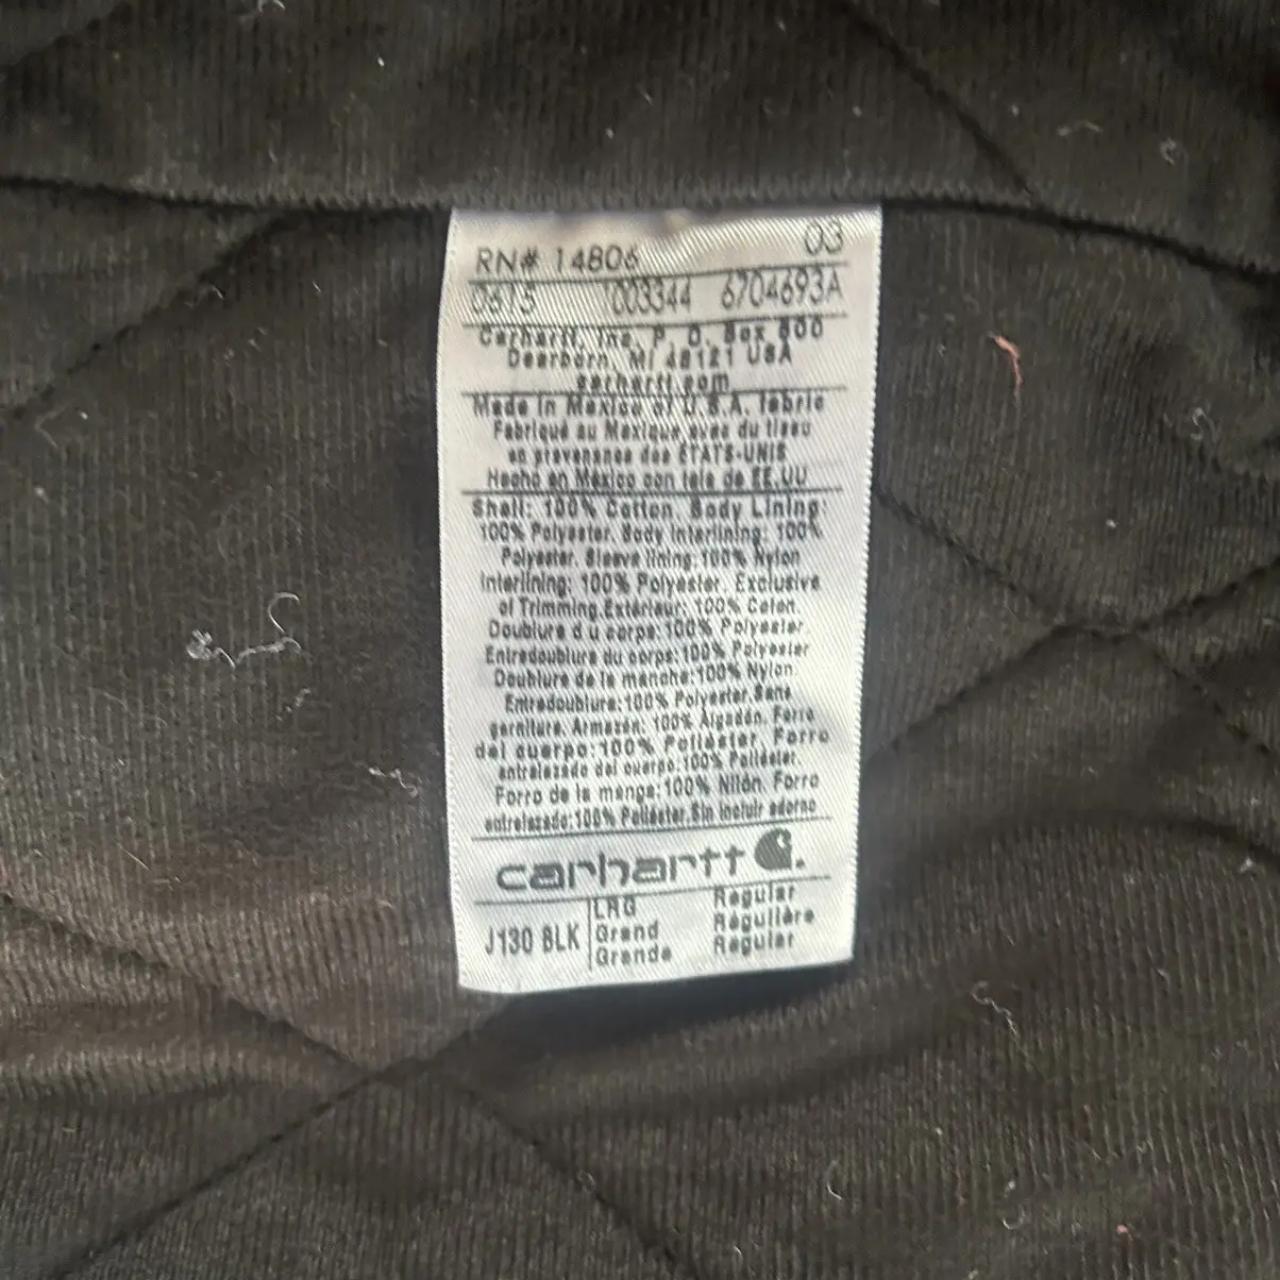 RN# 14806 03
0615 1003344 6704693A
Carhartt, Inc, P. O. Box 600
Dearborn, MI 48121 USA
carhartt.com
Made in Mexico of U.S.A. fabric
Fabriqué au Mexique avec du tissu
en provenance des ÉTATS-UNIS
Hecho en México con tela de EE.UU
Shell: 100% Cotton. Body Lining:
100% Polyester. Body Interlining: 100%
Polyester. Sleeve lining:100% Nylon
Interlining: 100% Polyester. Exclusive
of Trimming.Extérieur: 100% Coton.
Doublure d u corps:100% Polyester.
Entredoublure du corps:100% Polyester
Doublure de la manche:100% Nylon.
Entredoublure:100% Polyester.Sans
garniture. Armazón: 100% Algodón. Forro
del cuerpo:100% Poliéster. Forro
entrelazado del cuerpo:100% Poliéster.
Forro de la manga:100% Nilón. Forro
entrelazado:100% Poliéster.Sin incluir adorno
carhartt
J130 BLK LRG Regular
Grand Régulière
Grande Regular